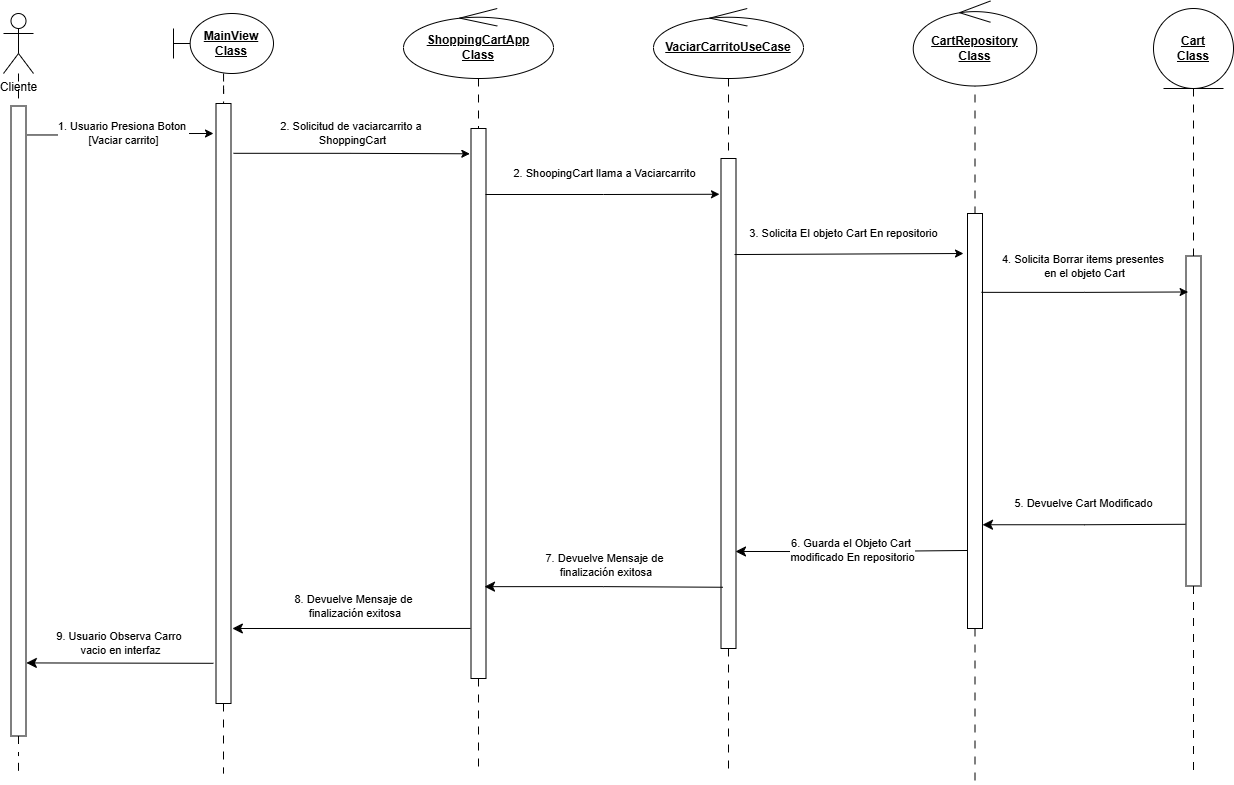 Cliente
MainView
Class
ShoppingCartApp
Class
VaciarCarritoUseCase
CartRepository
Class
Cart
Class
1. Usuario Presiona Boton
[Vaciar carrito]
2. Solicitud de vaciarcarrito a
ShoppingCart
2. ShoopingCart llama a Vaciarcarrito
3. Solicita El objeto Cart En repositorio
4. Solicita Borrar items presentes
en el objeto Cart
5. Devuelve Cart Modificado
6. Guarda el Objeto Cart
modificado En repositorio
7. Devuelve Mensaje de
finalización exitosa
8. Devuelve Mensaje de
finalización exitosa
9. Usuario Observa Carro
vacio en interfaz